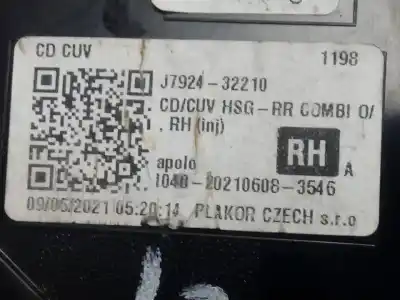 CD CUV 1198
J7924-32210
CD/CUV HSG-RR COMBI O/
. RH (inj)
RH A
apolo
I040-20210608-3546
09/06/2021 05:20:14 PLAKOR CZECH s.r.o